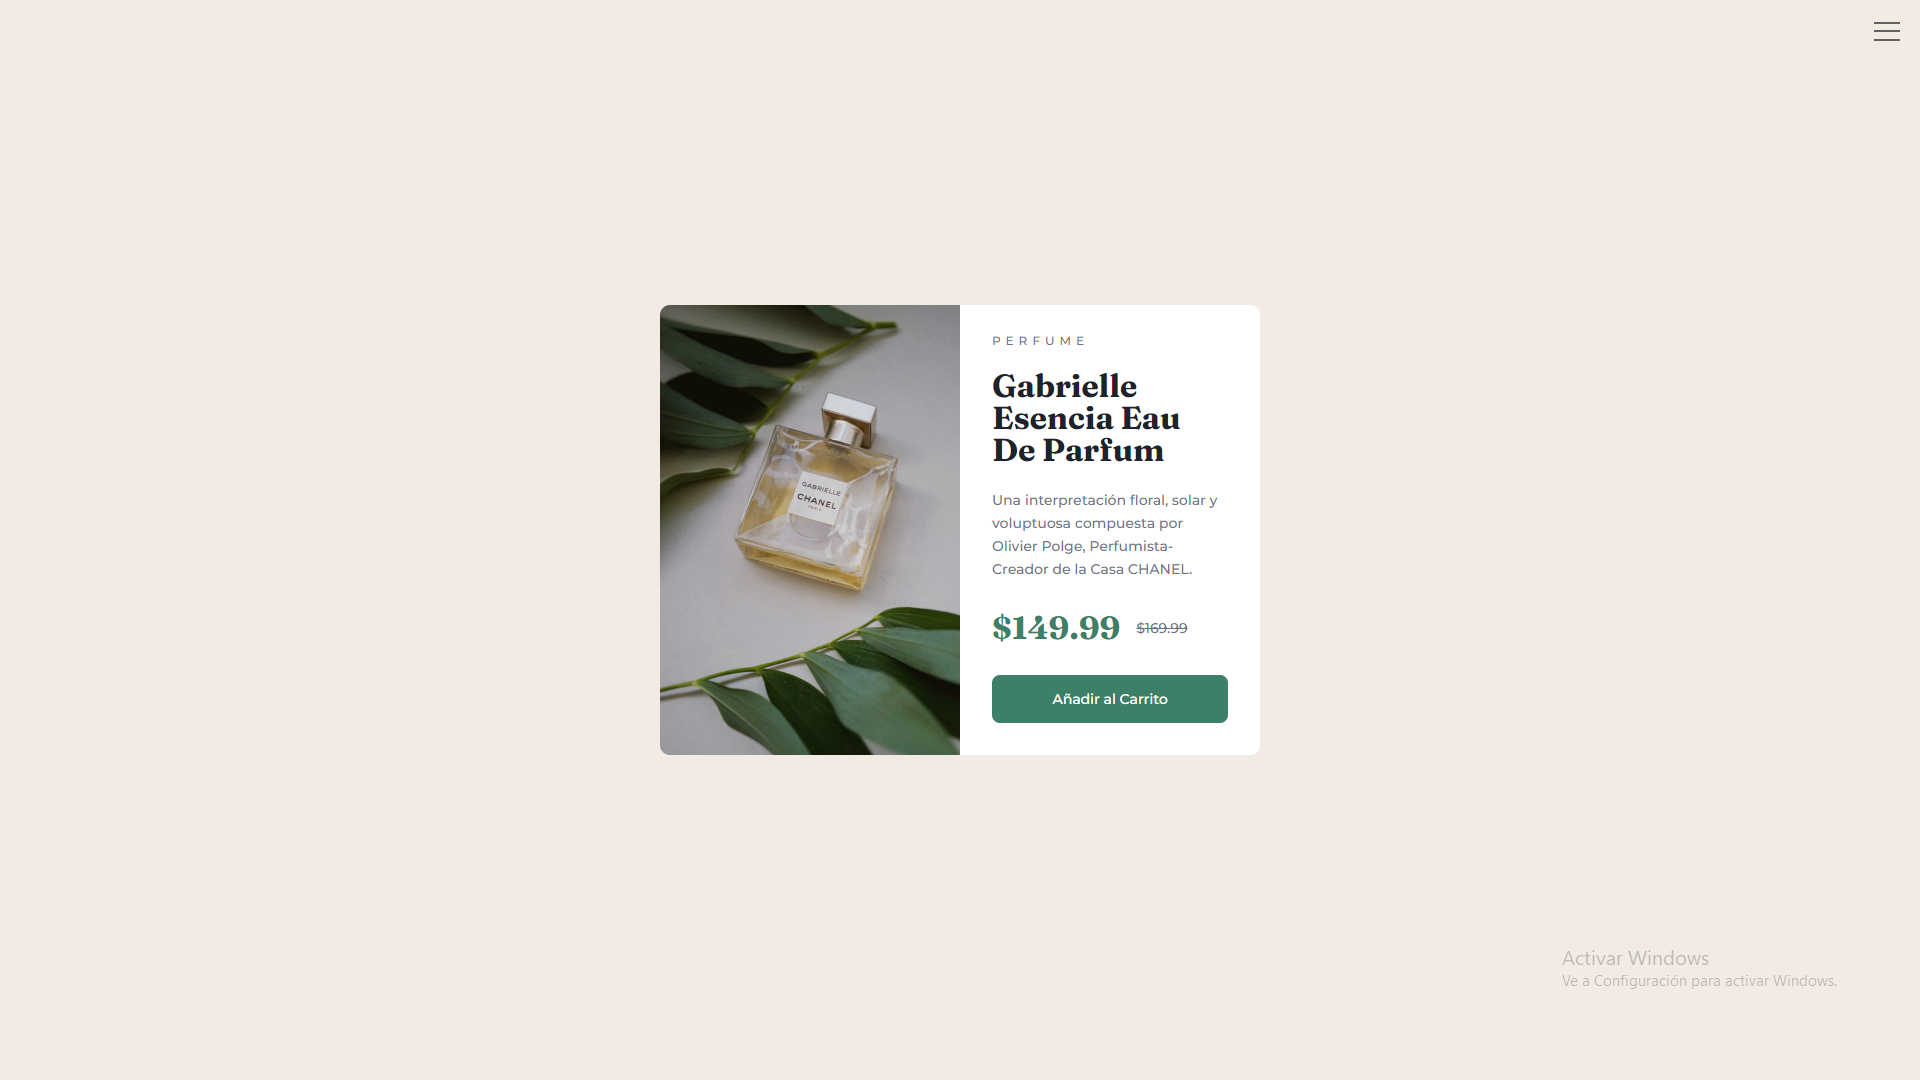 PERFUME
Gabrielle
Esencia Eau
De Parfum
Una interpretación floral, solar y
voluptuosa compuesta por
Olivier Polge, Perfumista-
Creador de la Casa CHANEL.
$149.99 $169.99
Añadir al Carrito
GABRIELLE
CHANEL
PARIS
Activar Windows
Ve a Configuración para activar Windows.